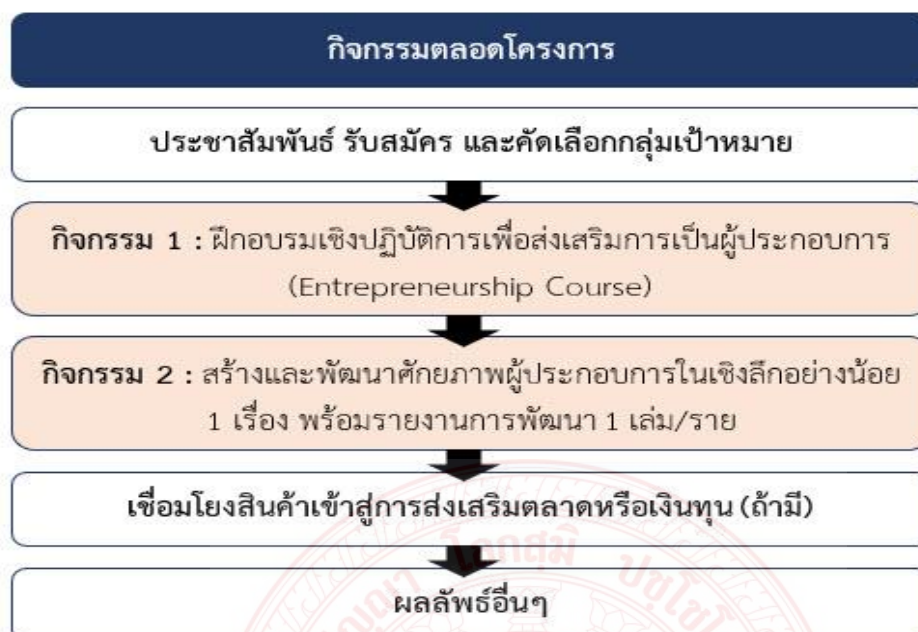 กิจกรรมตลอดโครงการ
ประชาสัมพันธ์ รับสมัคร และคัดเลือกกลุ่มเป้าหมาย
กิจกรรม 1 : ฝึกอบรมเชิงปฏิบัติการเพื่อส่งเสริมการเป็นผู้ประกอบการ
(Entrepreneurship Course)
กิจกรรม 2 : สร้างและพัฒนาศักยภาพผู้ประกอบการในเชิงลึกอย่างน้อย
1 เรื่อง พร้อมรายงานการพัฒนา 1 เล่ม/ราย
เชื่อมโยงสินค้าเข้าสู่การส่งเสริมตลาดหรือเงินทุน (ถ้ามี)
โลกสุมิ
ผลลัพธ์อื่นๆ